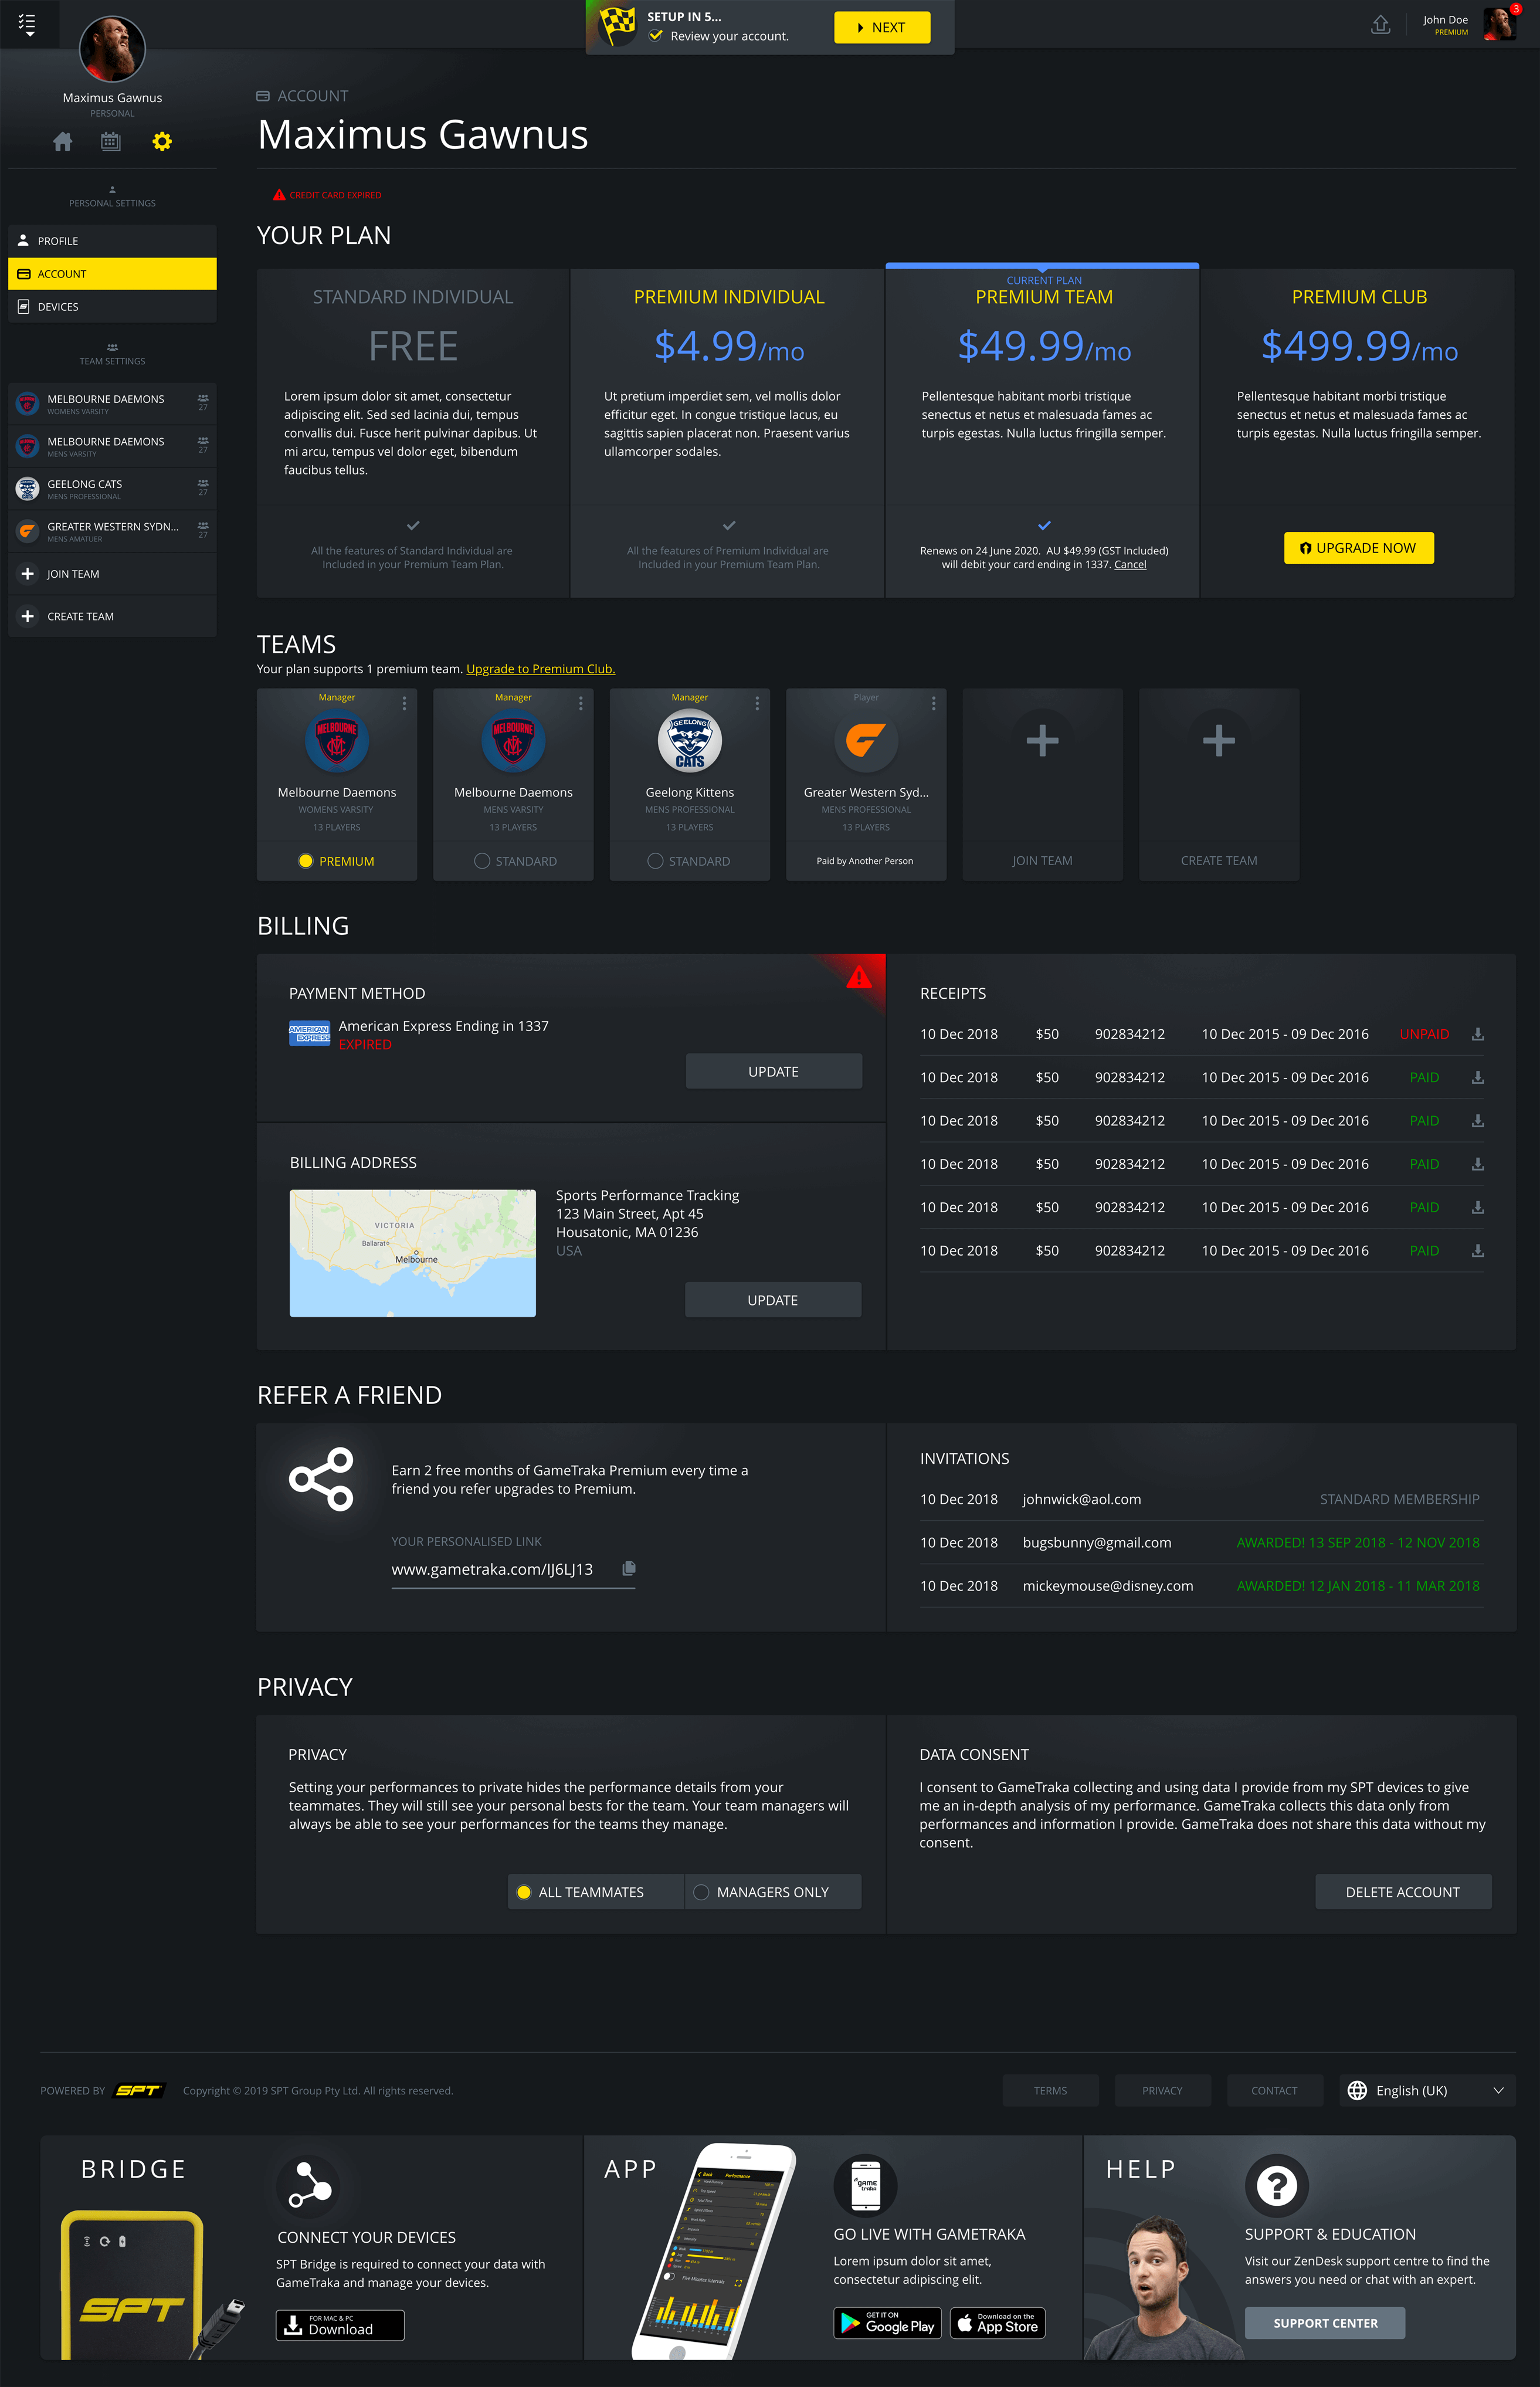 SETUP IN 5...
Review your account.
NEXT
John Doe
PREMIUM
3
Maximus Gawnus
PERSONAL
PERSONAL SETTINGS
PROFILE
ACCOUNT
DEVICES
TEAM SETTINGS
MELBOURNE DAEMONS
WOMENS VARSITY
27
MELBOURNE DAEMONS
MENS VARSITY
27
GEELONG CATS
MENS PROFESSIONAL
27
GREATER WESTERN SYDN...
MENS AMATUER
27
JOIN TEAM
CREATE TEAM
ACCOUNT
Maximus Gawnus
CREDIT CARD EXPIRED
YOUR PLAN
STANDARD INDIVIDUAL
FREE
Lorem ipsum dolor sit amet, consectetur
adipiscing elit. Sed sed lacinia dui, tempus
convallis dui. Fusce herit pulvinar dapibus. Ut
mi arcu, tempus vel dolor eget, bibendum
faucibus tellus.
All the features of Standard Individual are
Included in your Premium Team Plan.
PREMIUM INDIVIDUAL
$4.99/mo
Ut pretium imperdiet sem, vel mollis dolor
efficitur eget. In congue tristique lacus, eu
sagittis sapien placerat non. Praesent varius
ullamcorper sodales.
All the features of Premium Individual are
Included in your Premium Team Plan.
CURRENT PLAN
PREMIUM TEAM
$49.99/mo
Pellentesque habitant morbi tristique
senectus et netus et malesuada fames ac
turpis egestas. Nulla luctus fringilla semper.
Renews on 24 June 2020. AU $49.99 (GST Included)
will debit your card ending in 1337. Cancel
PREMIUM CLUB
$499.99/mo
Pellentesque habitant morbi tristique
senectus et netus et malesuada fames ac
turpis egestas. Nulla luctus fringilla semper.
UPGRADE NOW
TEAMS
Your plan supports 1 premium team. Upgrade to Premium Club.
Manager
MELBOURNE
Melbourne Daemons
WOMENS VARSITY
13 PLAYERS
PREMIUM
Manager
MELBOURNE
Melbourne Daemons
MENS VARSITY
13 PLAYERS
STANDARD
Manager
GEELONG
CATS
Geelong Kittens
MENS PROFESSIONAL
13 PLAYERS
STANDARD
Player
Greater Western Syd...
MENS PROFESSIONAL
13 PLAYERS
Paid by Another Person
JOIN TEAM
CREATE TEAM
BILLING
PAYMENT METHOD
AMERICAN
EXPRESS
American Express Ending in 1337
EXPIRED
UPDATE
BILLING ADDRESS
VICTORIA
Ballarat
Melbourne
Sports Performance Tracking
123 Main Street, Apt 45
Housatonic, MA 01236
USA
UPDATE
RECEIPTS
10 Dec 2018 $50 902834212 10 Dec 2015 - 09 Dec 2016 UNPAID
10 Dec 2018 $50 902834212 10 Dec 2015 - 09 Dec 2016 PAID
10 Dec 2018 $50 902834212 10 Dec 2015 - 09 Dec 2016 PAID
10 Dec 2018 $50 902834212 10 Dec 2015 - 09 Dec 2016 PAID
10 Dec 2018 $50 902834212 10 Dec 2015 - 09 Dec 2016 PAID
10 Dec 2018 $50 902834212 10 Dec 2015 - 09 Dec 2016 PAID
REFER A FRIEND
Earn 2 free months of GameTraka Premium every time a
friend you refer upgrades to Premium.
YOUR PERSONALISED LINK
www.gametraka.com/IJ6LJ13
INVITATIONS
10 Dec 2018 johnwick@aol.com STANDARD MEMBERSHIP
10 Dec 2018 bugsbunny@gmail.com AWARDED! 13 SEP 2018 - 12 NOV 2018
10 Dec 2018 mickeymouse@disney.com AWARDED! 12 JAN 2018 - 11 MAR 2018
PRIVACY
PRIVACY
Setting your performances to private hides the performance details from your
teammates. They will still see your personal bests for the team. Your team managers will
always be able to see your performances for the teams they manage.
ALL TEAMMATES
MANAGERS ONLY
DATA CONSENT
I consent to GameTraka collecting and using data I provide from my SPT devices to give
me an in-depth analysis of my performance. GameTraka collects this data only from
performances and information I provide. GameTraka does not share this data without my
consent.
DELETE ACCOUNT
POWERED BY SPT Copyright © 2019 SPT Group Pty Ltd. All rights reserved.
TERMS
PRIVACY
CONTACT
English (UK)
BRIDGE
SPT
CONNECT YOUR DEVICES
SPT Bridge is required to connect your data with
GameTraka and manage your devices.
FOR MAC & PC
Download
APP
Back Performance
Top Speed
Total Time
Work Rate
Impacts
Intensity
Five Minutes Intervals
GAME
traka
GO LIVE WITH GAMETRAKA
Lorem ipsum dolor sit amet,
consectetur adipiscing elit.
GET IT ON
Google Play
Download on the
App Store
HELP
SUPPORT & EDUCATION
Visit our ZenDesk support centre to find the
answers you need or chat with an expert.
SUPPORT CENTER